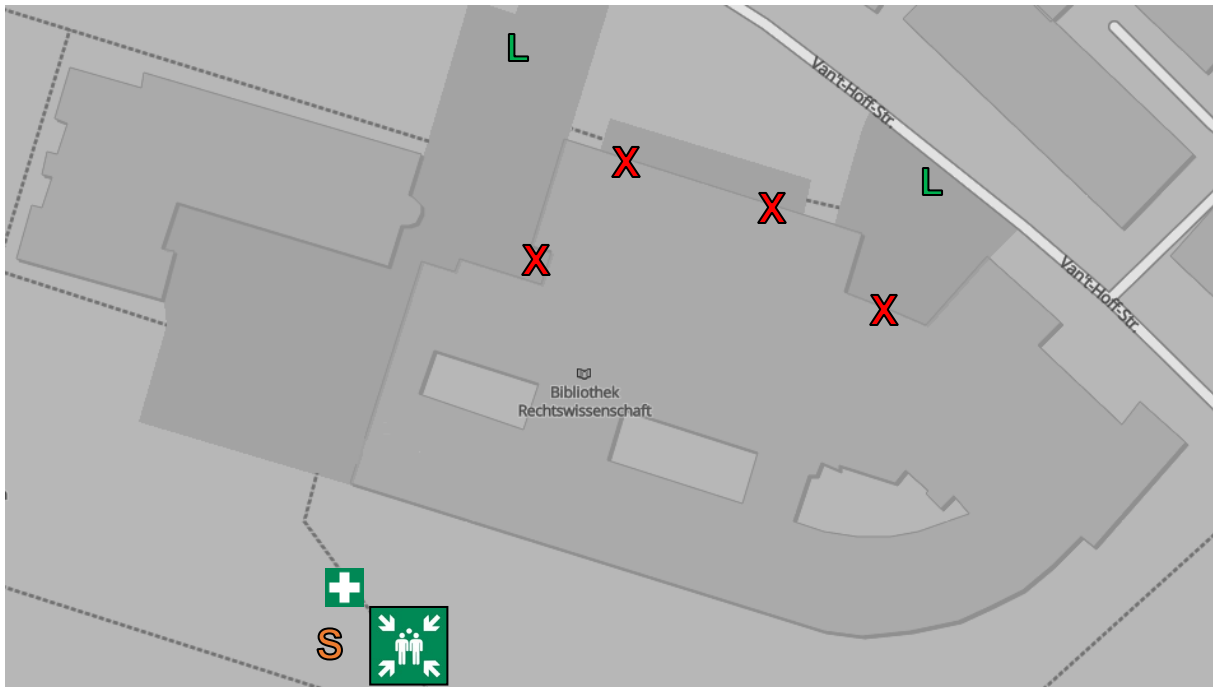 L
Van't-Hoff-Str.
X
L
X
X
Van't-Hoff-Str.
X
Bibliothek
Rechtswissenschaft
S